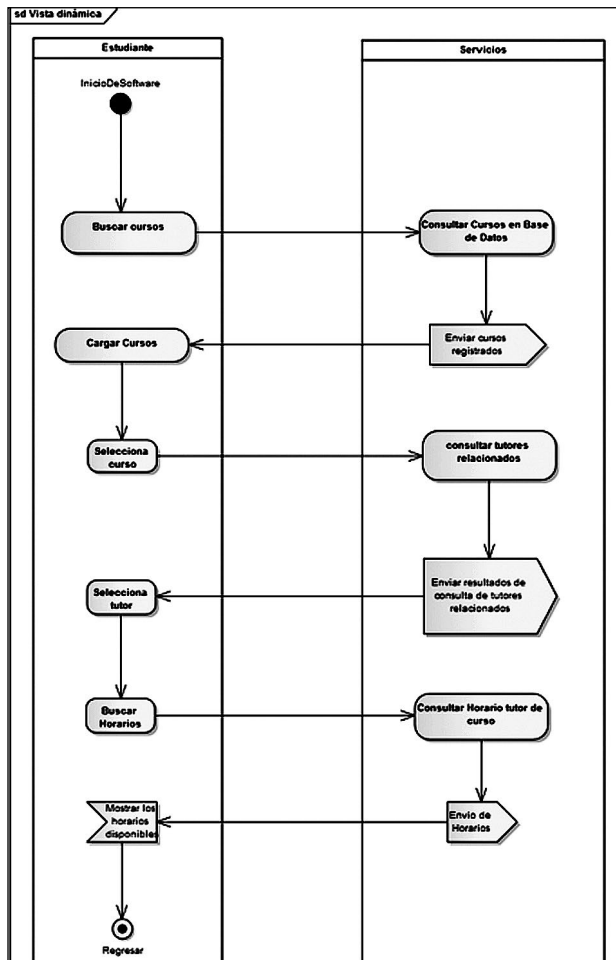 sd Vista dinámica
Estudiante
Servicios
InicioDeSoftware
Buscar cursos
Consultar Cursos en Base
de Datos
Cargar Cursos
Enviar cursos
registrados
Selecciona
curso
consultar tutores
relacionados
Selecciona
tutor
Enviar resultados de
consulta de tutores
relacionados
Buscar
Horarios
Consultar Horario tutor de
curso
Mostrar los
horarios
disponibles
Envio de
Horarios
Regresar